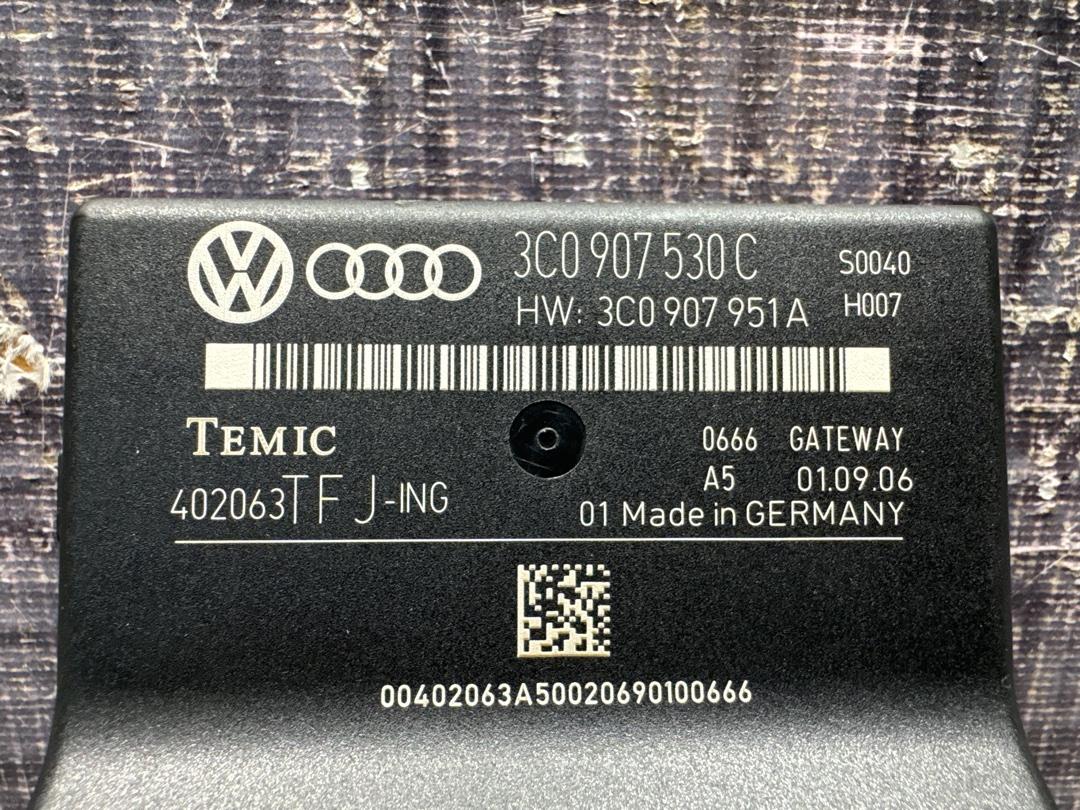 3C0 907 530 C S0040
HW: 3C0 907 951 A H007
TEMIC 0666 GATEWAY
402063TFJ-ING A5 01.09.06
01 Made in GERMANY
00402063A50020690100666